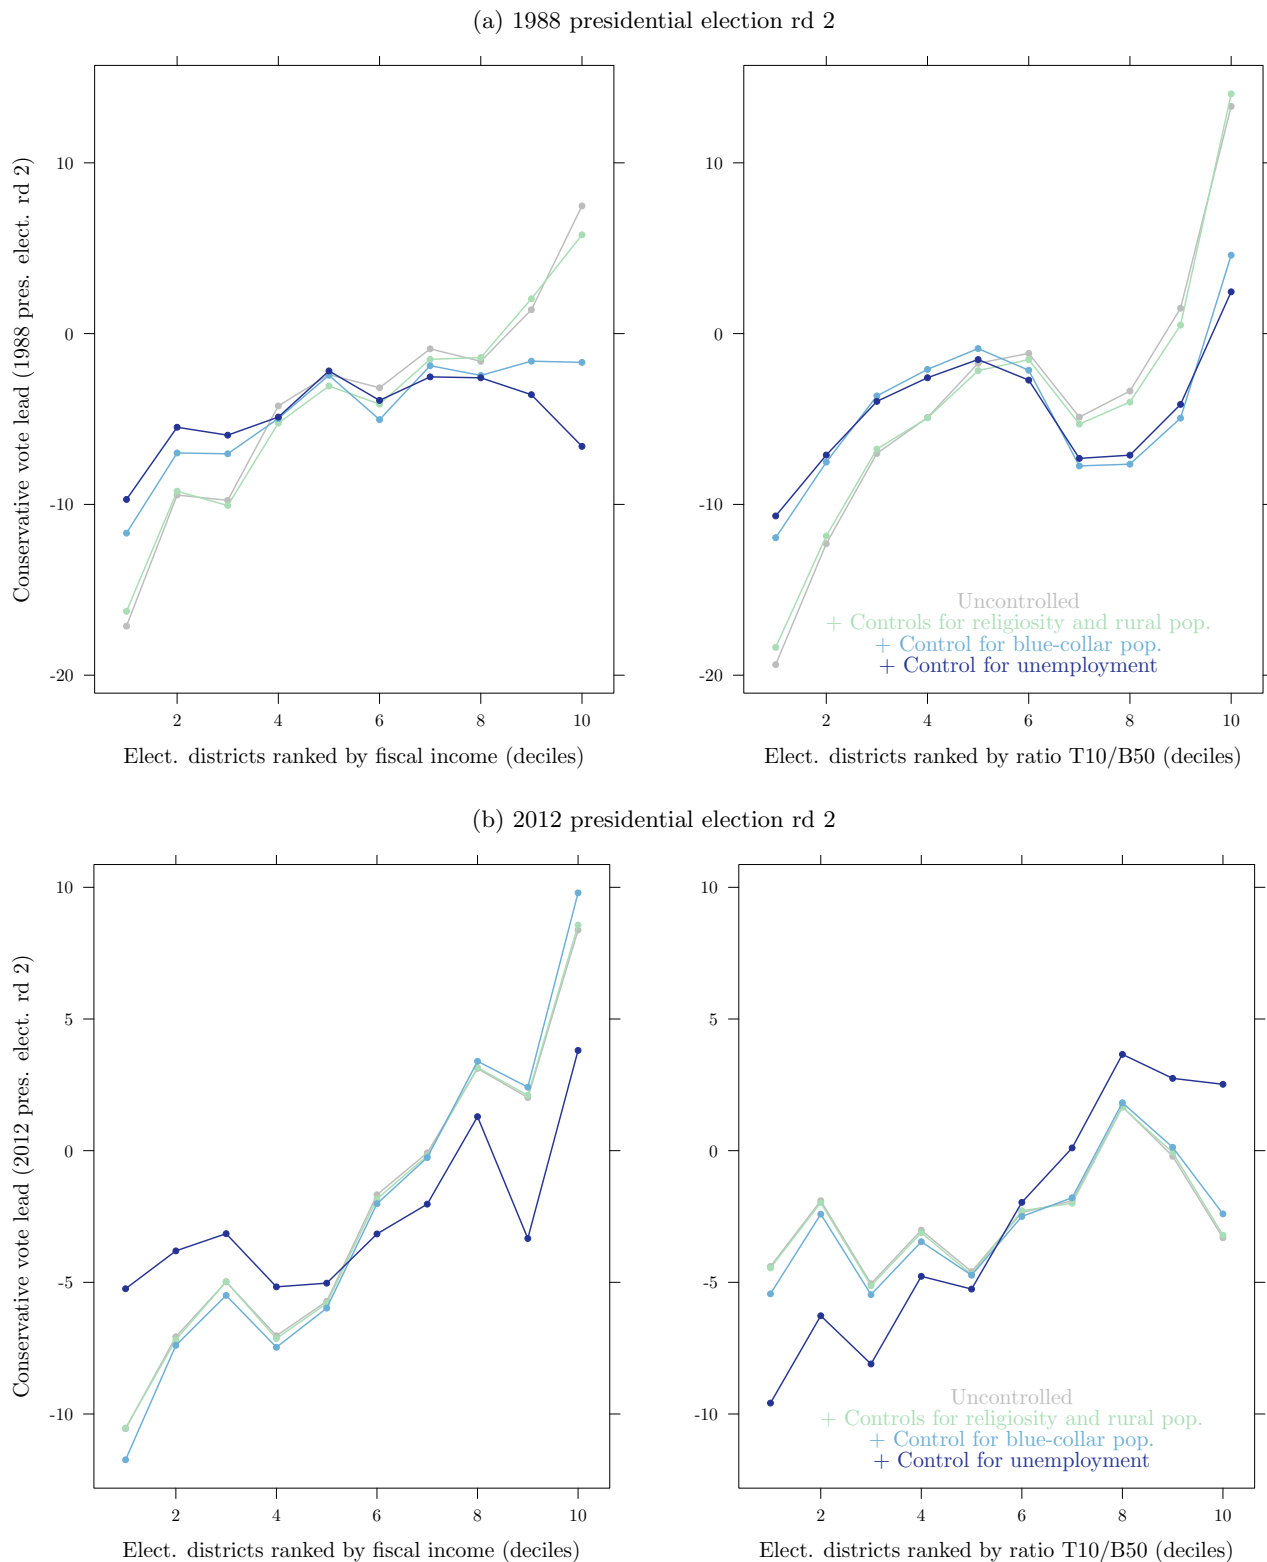 (a) 1988 presidential election rd 2
Conservative vote lead (1988 pres. elect. rd 2)
10
0
-10
-20
2 4 6 8 10
Elect. districts ranked by fiscal income (deciles)
10
0
-10
-20
Uncontrolled
+ Controls for religiosity and rural pop.
+ Control for blue-collar pop.
+ Control for unemployment
2 4 6 8 10
Elect. districts ranked by ratio T10/B50 (deciles)
(b) 2012 presidential election rd 2
Conservative vote lead (2012 pres. elect. rd 2)
10
5
0
-5
-10
2 4 6 8 10
Elect. districts ranked by fiscal income (deciles)
10
5
0
-5
-10
Uncontrolled
+ Controls for religiosity and rural pop.
+ Control for blue-collar pop.
+ Control for unemployment
2 4 6 8 10
Elect. districts ranked by ratio T10/B50 (deciles)